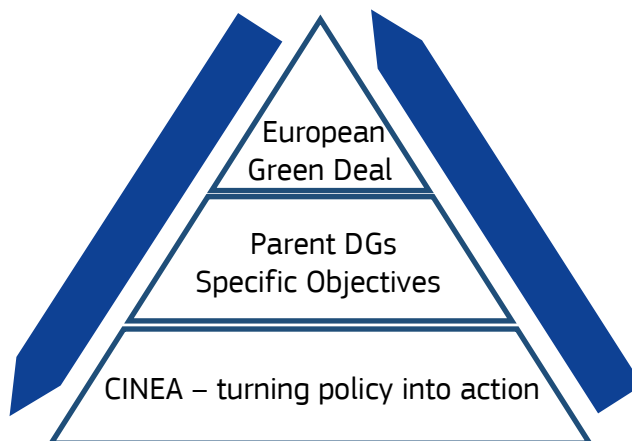 European
Green Deal
Parent DGs
Specific Objectives
CINEA – turning policy into action